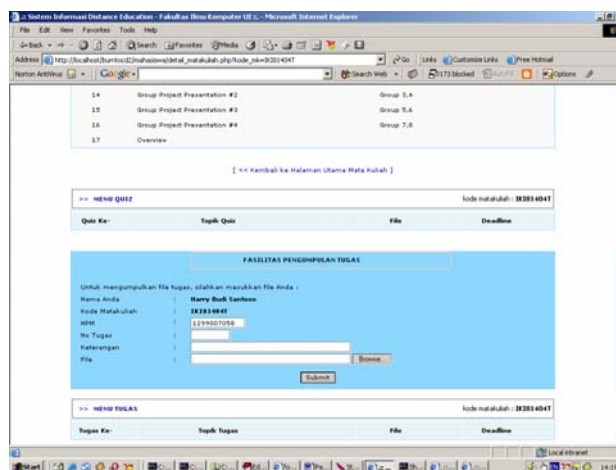 .:: Sistem Informasi Distance Education - Fakultas Ilmu Komputer UI ::. - Microsoft Internet Explorer
File Edit View Favorites Tools Help
Back Search Favorites Media
Address http://localhost/burntocd2/mahasiswa/detail_matakuliah.php?kode_mk=IKI81404T Go Links Customize Links Free Hotmail
Norton AntiVirus Google Search Web 173 blocked Options
14 Group Project Presentation #2 Group 3,4
15 Group Project Presentation #3 Group 5,6
16 Group Project Presentation #4 Group 7,8
17 Overview
[ << Kembali ke Halaman Utama Mata Kuliah ]
>> MENU QUIZ kode matakuliah : IKI81404T
Quiz Ke- Topik Quiz File Deadline
FASILITAS PENGUMPULAN TUGAS
Untuk mengumpulkan file tugas, silahkan masukkan file Anda :
Nama Anda : Harry Budi Santoso
Kode Matakuliah : IKI81404T
NPM : 1299007058
No Tugas :
Keterangan :
File : Browse...
Submit
>> MENU TUGAS kode matakuliah : IKI81404T
Tugas Ke- Topik Tugas File Deadline
Local intranet
Start